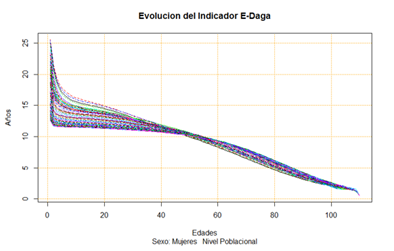 Evolucion del Indicador E-Daga
Años
25
20
15
10
5
0
0 20 40 60 80 100
Edades
Sexo: Mujeres Nivel Poblacional